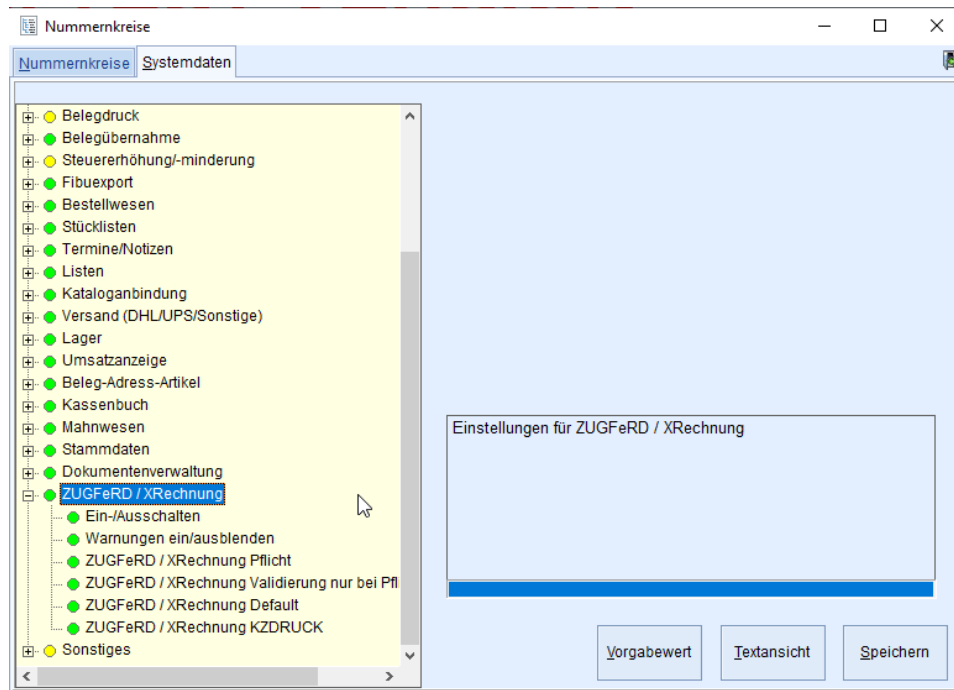 Nummernkreise
Nummernkreise Systemdaten
Belegdruck
Belegübernahme
Steuererhöhung/-minderung
Fibuexport
Bestellwesen
Stücklisten
Termine/Notizen
Listen
Kataloganbindung
Versand (DHL/UPS/Sonstige)
Lager
Umsatzanzeige
Beleg-Adress-Artikel
Kassenbuch
Mahnwesen
Stammdaten
Dokumentenverwaltung
ZUGFeRD / XRechnung
Ein-/Ausschalten
Warnungen ein/ausblenden
ZUGFeRD / XRechnung Pflicht
ZUGFeRD / XRechnung Validierung nur bei Pfl
ZUGFeRD / XRechnung Default
ZUGFeRD / XRechnung KZDRUCK
Sonstiges
Einstellungen für ZUGFeRD / XRechnung
Vorgabewert Textansicht Speichern